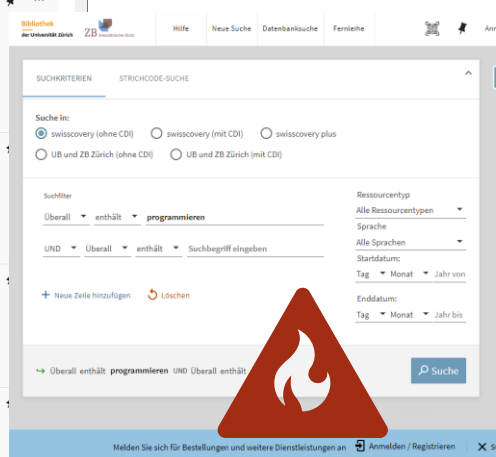 Bibliothek
der Universität Zürich
ZB
Hilfe Neue Suche Datenbanksuche Fernleihe
SUCHKRITERIEN STRICHCODE-SUCHE
Suche in:
swisscovery (ohne CDI) swisscovery (mit CDI) swisscovery plus
UB und ZB Zürich (ohne CDI) UB und ZB Zürich (mit CDI)
Suchfilter
Überall enthält programmieren
UND Überall enthält Suchbegriff eingeben
+ Neue Zeile hinzufügen Löschen
Ressourcentyp
Alle Ressourcentypen
Sprache
Alle Sprachen
Startdatum:
Tag Monat Jahr von
Enddatum:
Tag Monat Jahr bis
Überall enthält programmieren UND Überall enthält
Suche
Melden Sie sich für Bestellungen und weitere Dienstleistungen an Anmelden / Registrieren